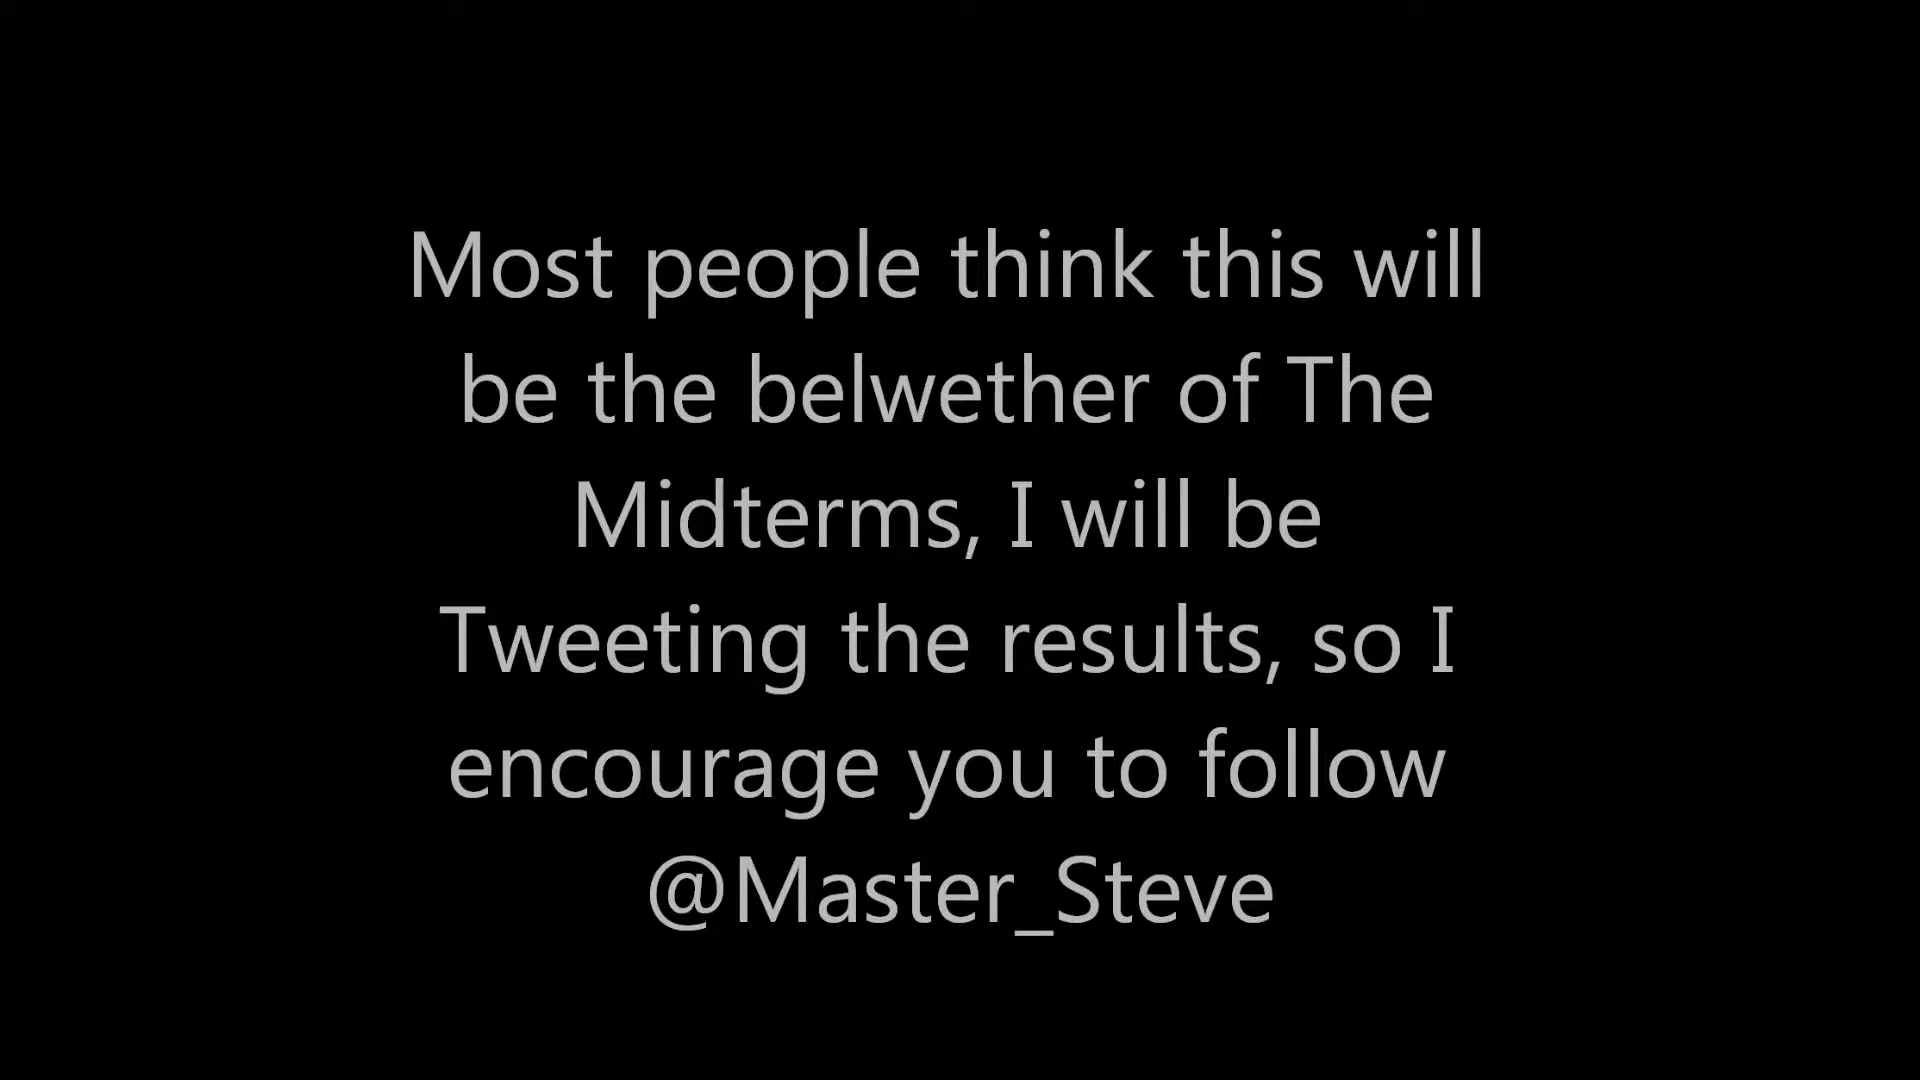 Most people think this will
be the belwether of The
Midterms, I will be
Tweeting the results, so I
encourage you to follow
@Master_Steve